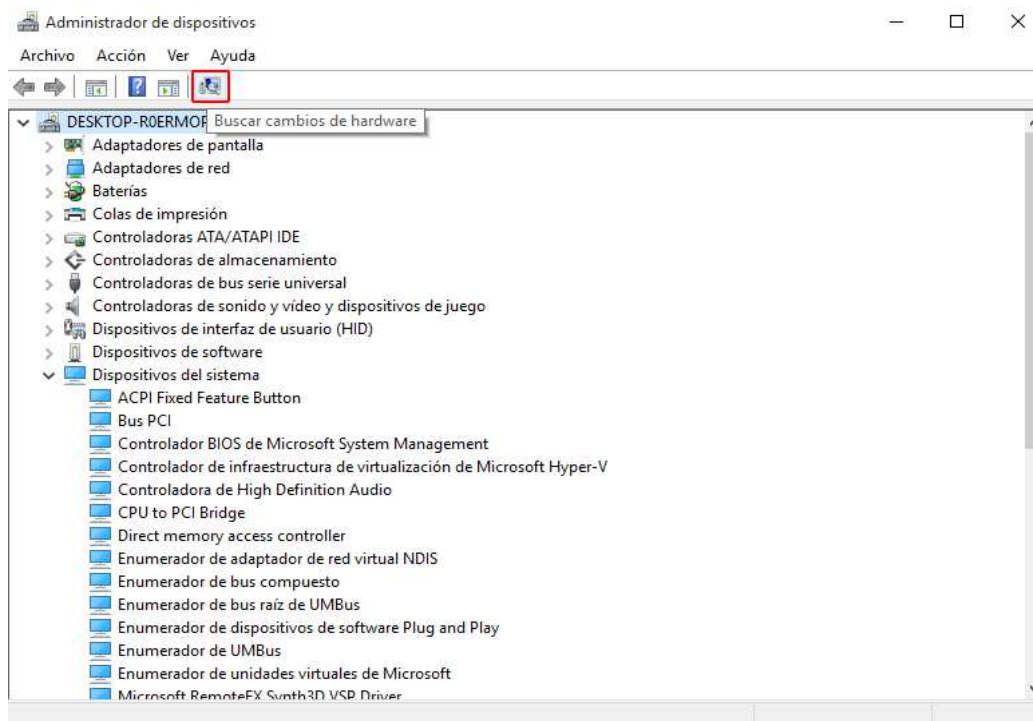 Administrador de dispositivos
Archivo Acción Ver Ayuda
Buscar cambios de hardware
Adaptadores de pantalla
Adaptadores de red
Baterías
Colas de impresión
Controladoras ATA/ATAPI IDE
Controladoras de almacenamiento
Controladoras de bus serie universal
Controladoras de sonido y vídeo y dispositivos de juego
Dispositivos de interfaz de usuario (HID)
Dispositivos de software
Dispositivos del sistema
ACPI Fixed Feature Button
Bus PCI
Controlador BIOS de Microsoft System Management
Controlador de infraestructura de virtualización de Microsoft Hyper-V
Controladora de High Definition Audio
CPU to PCI Bridge
Direct memory access controller
Enumerador de adaptador de red virtual NDIS
Enumerador de bus compuesto
Enumerador de bus raíz de UMBus
Enumerador de dispositivos de software Plug and Play
Enumerador de UMBus
Enumerador de unidades virtuales de Microsoft
Microsoft RemoteFX Synth3D VSP Driver